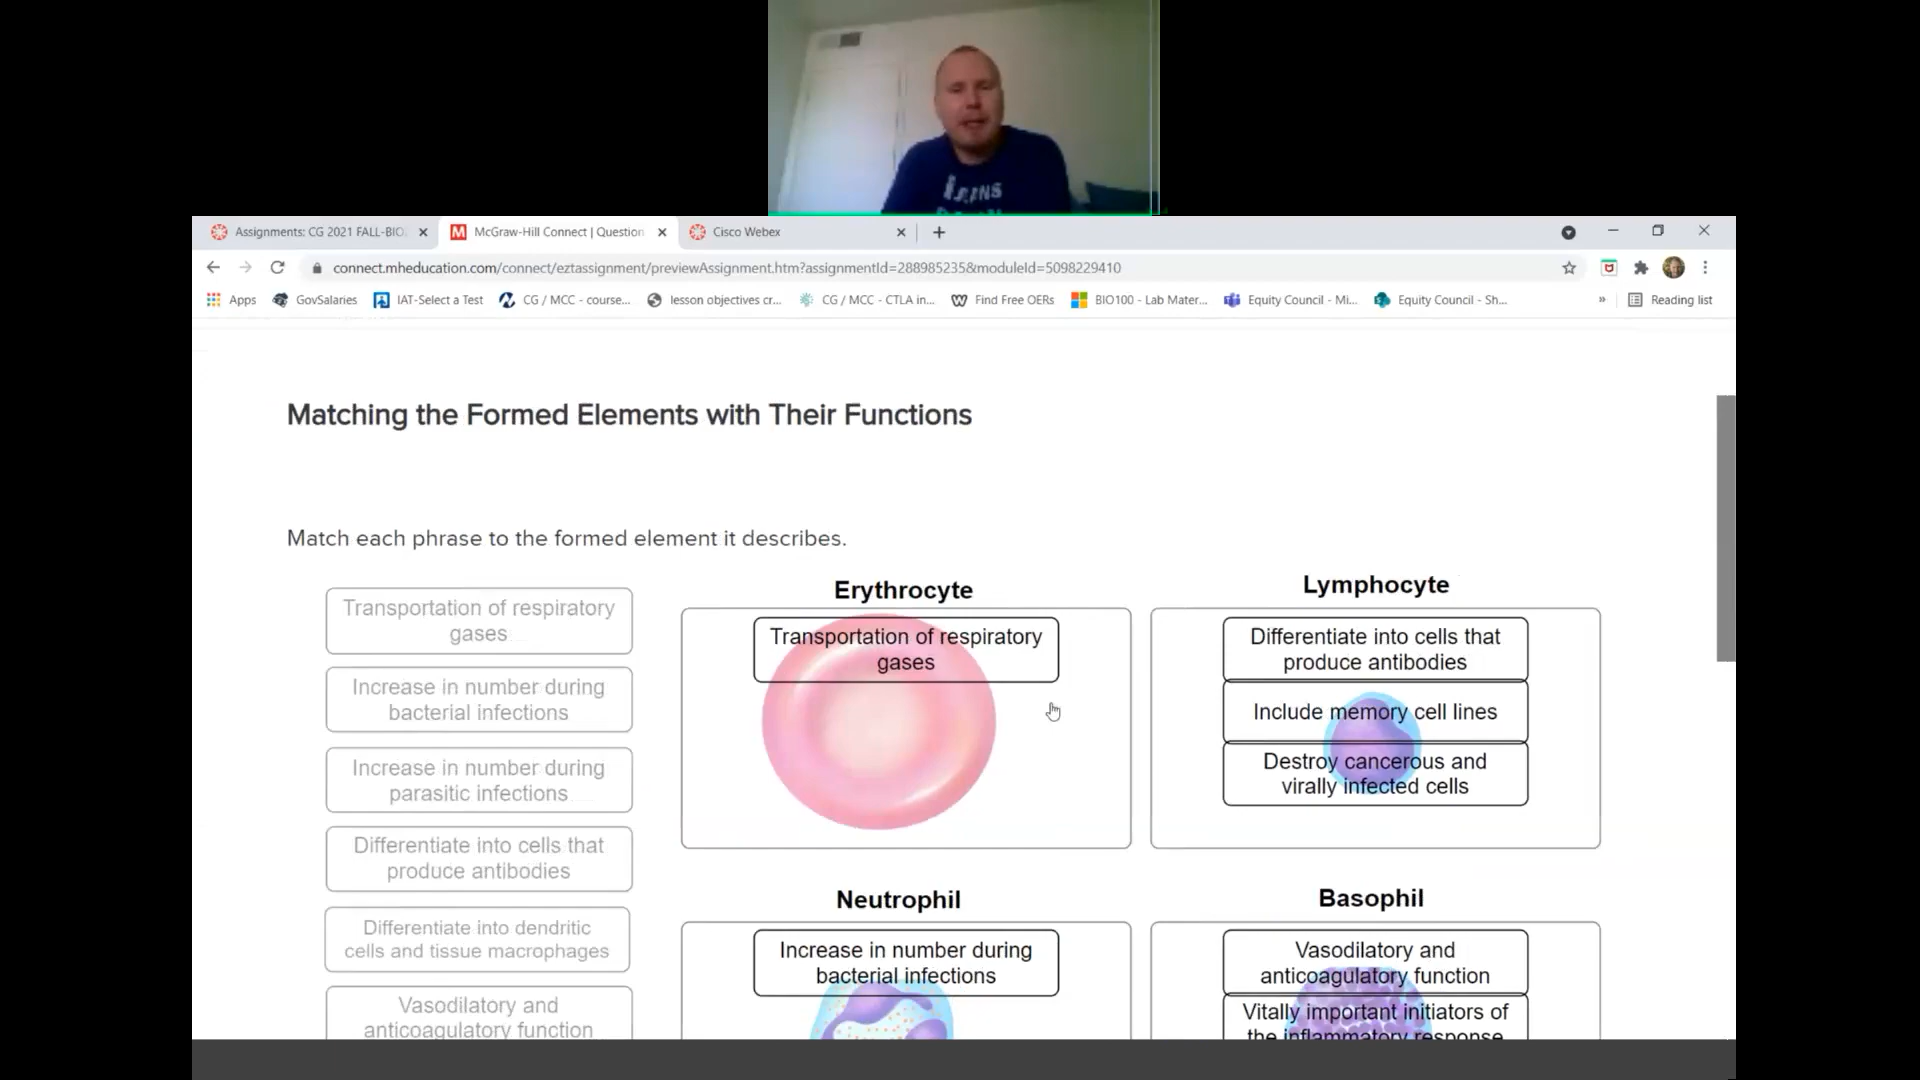 Assignments: CG 2021 FALL-BIO
McGraw-Hill Connect | Question
Cisco Webex
connect.mheducation.com/connect/eztassignment/previewAssignment.htm?assignmentId=288985235&moduleId=5098229410
Apps
GovSalaries
IAT-Select a Test
CG / MCC - course...
lesson objectives cr...
CG / MCC - CTLA in...
Find Free OERs
BIO100 - Lab Mater...
Equity Council - Mi...
Equity Council - Sh...
»
Reading list
Matching the Formed Elements with Their Functions
Match each phrase to the formed element it describes.
Transportation of respiratory
gases
Increase in number during
bacterial infections
Increase in number during
parasitic infections
Differentiate into cells that
produce antibodies
Differentiate into dendritic
cells and tissue macrophages
Vasodilatory and
anticoagulatory function
Erythrocyte
Transportation of respiratory
gases
Lymphocyte
Differentiate into cells that
produce antibodies
Include memory cell lines
Destroy cancerous and
virally infected cells
Neutrophil
Increase in number during
bacterial infections
Basophil
Vasodilatory and
anticoagulatory function
Vitally important initiators of
the inflammatory response